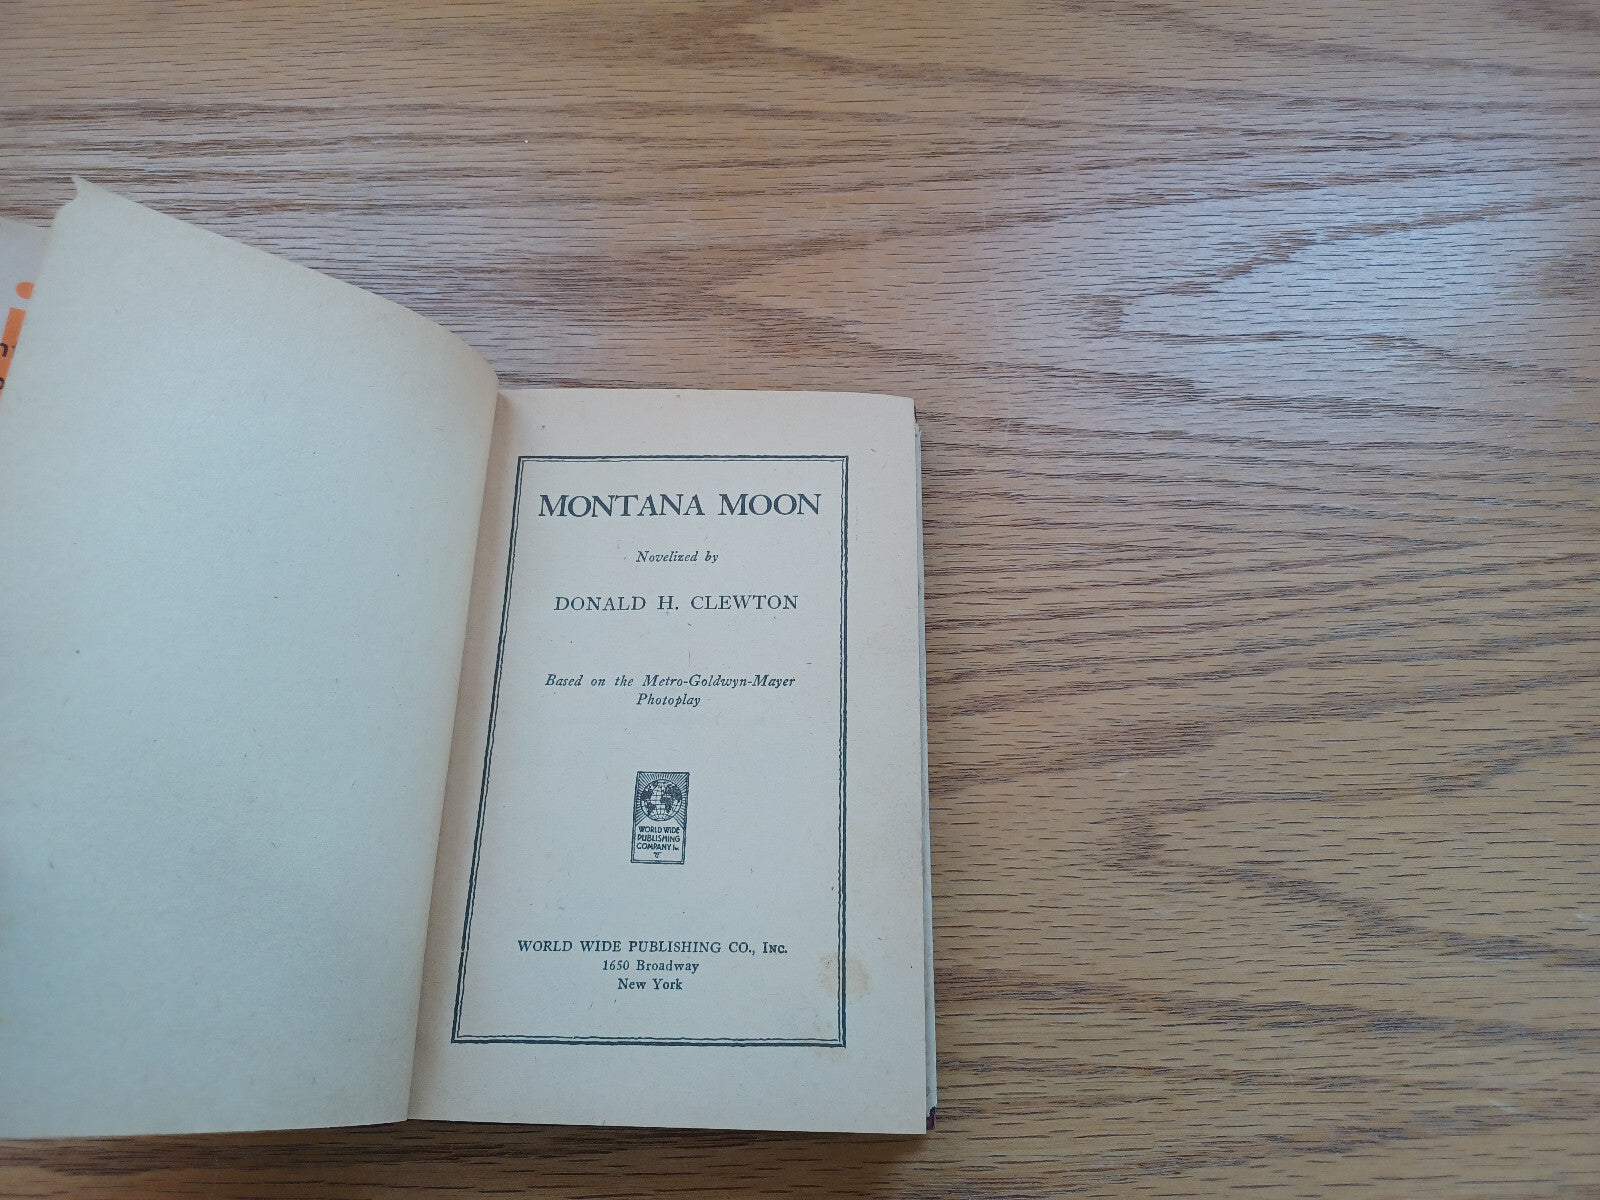 MONTANA MOON
Novelized by
DONALD H. CLEWTON
Based on the Metro-Goldwyn-Mayer
Photoplay
WORLD WIDE
PUBLISHING
COMPANY Inc
WORLD WIDE PUBLISHING CO., INC.
1650 Broadway
New York